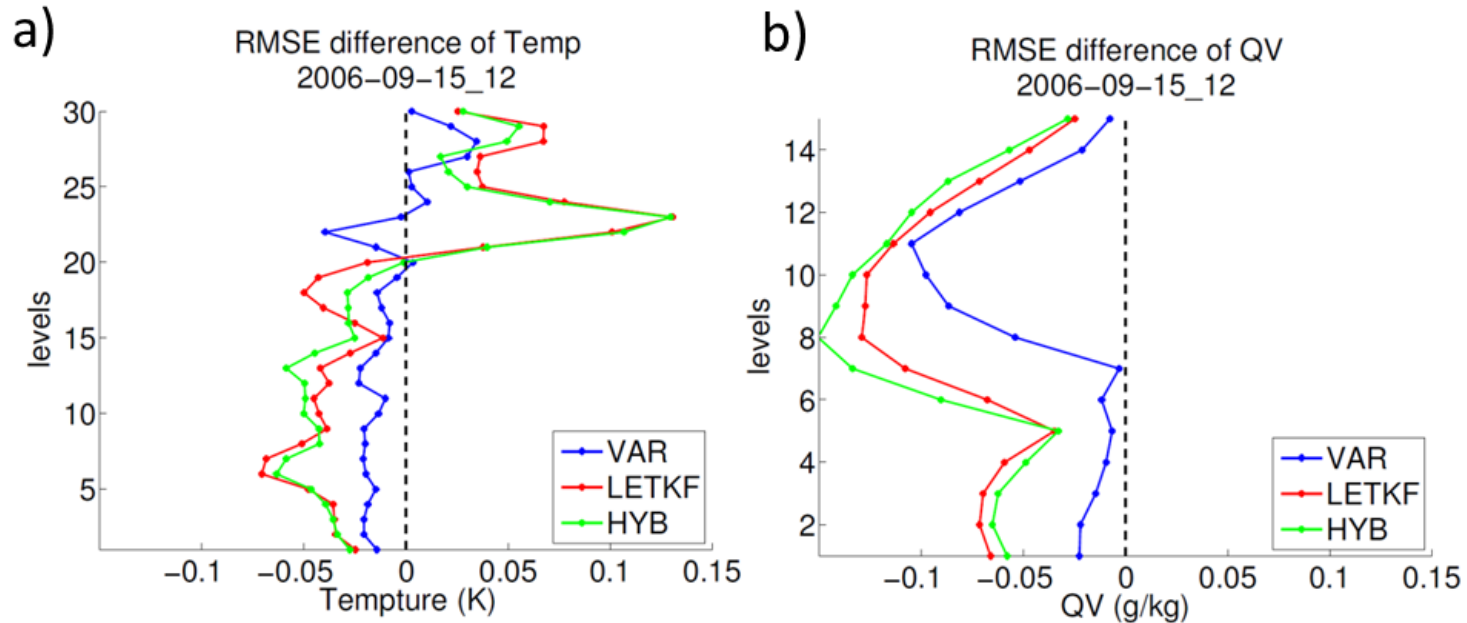 a)
RMSE difference of Temp
2006−09−15_12
30
25
20
15
10
5
levels
−0.1 −0.05 0 0.05 0.1 0.15
Tempture (K)
VAR
LETKF
HYB
b)
RMSE difference of QV
2006−09−15_12
14
12
10
8
6
4
2
levels
−0.1 −0.05 0 0.05 0.1 0.15
QV (g/kg)
VAR
LETKF
HYB